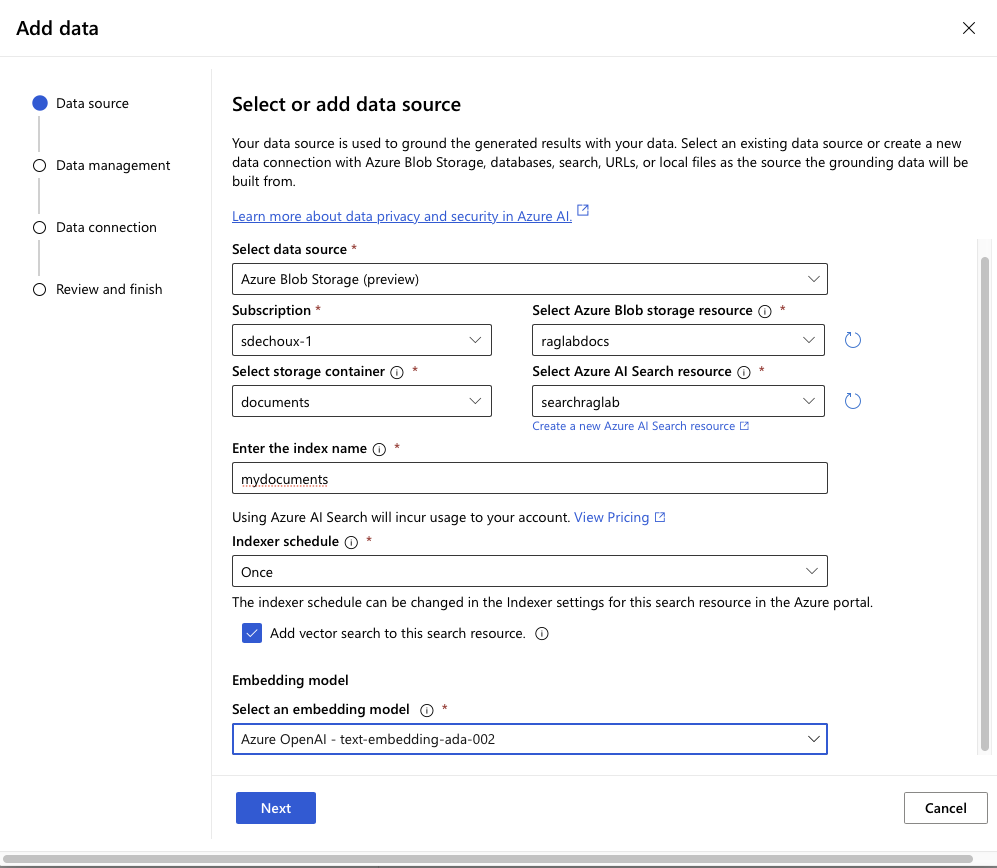 Add data
Data source
Data management
Data connection
Review and finish
Select or add data source
Your data source is used to ground the generated results with your data. Select an existing data source or create a new
data connection with Azure Blob Storage, databases, search, URLs, or local files as the source the grounding data will be
built from.
Learn more about data privacy and security in Azure AI.
Select data source *
Azure Blob Storage (preview)
Subscription * Select Azure Blob storage resource *
sdechoux-1 raglabdocs
Select storage container * Select Azure AI Search resource *
documents searchraglab
Create a new Azure AI Search resource
Enter the index name *
mydocuments
Using Azure AI Search will incur usage to your account. View Pricing
Indexer schedule *
Once
The indexer schedule can be changed in the Indexer settings for this search resource in the Azure portal.
Add vector search to this search resource.
Embedding model
Select an embedding model *
Azure OpenAI - text-embedding-ada-002
Next Cancel